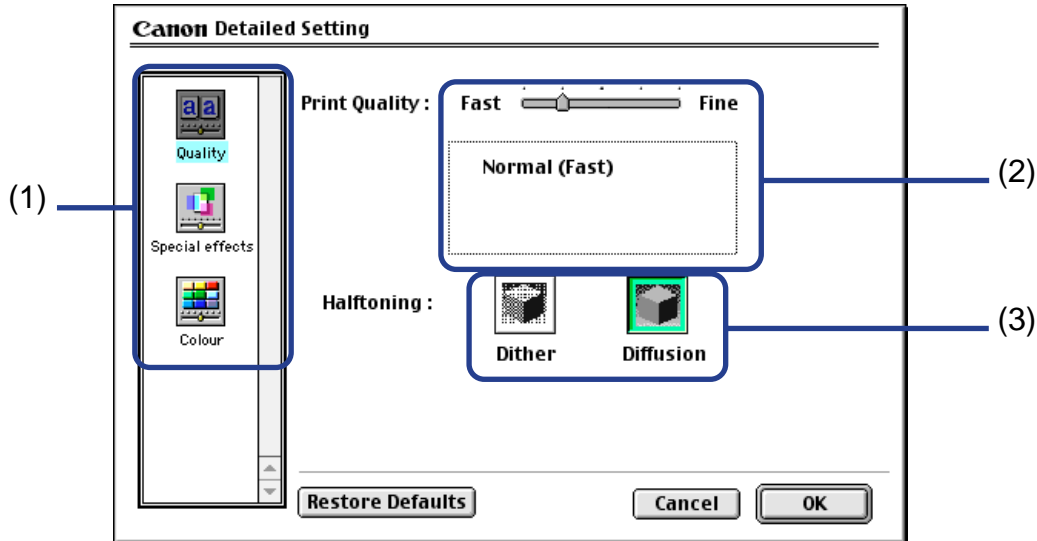 Canon Detailed Setting
Print Quality : Fast Fine
aa
Quality
Normal (Fast)
(2)
(1)
Special effects
Halftoning :
(3)
Colour
Dither Diffusion
Restore Defaults Cancel OK